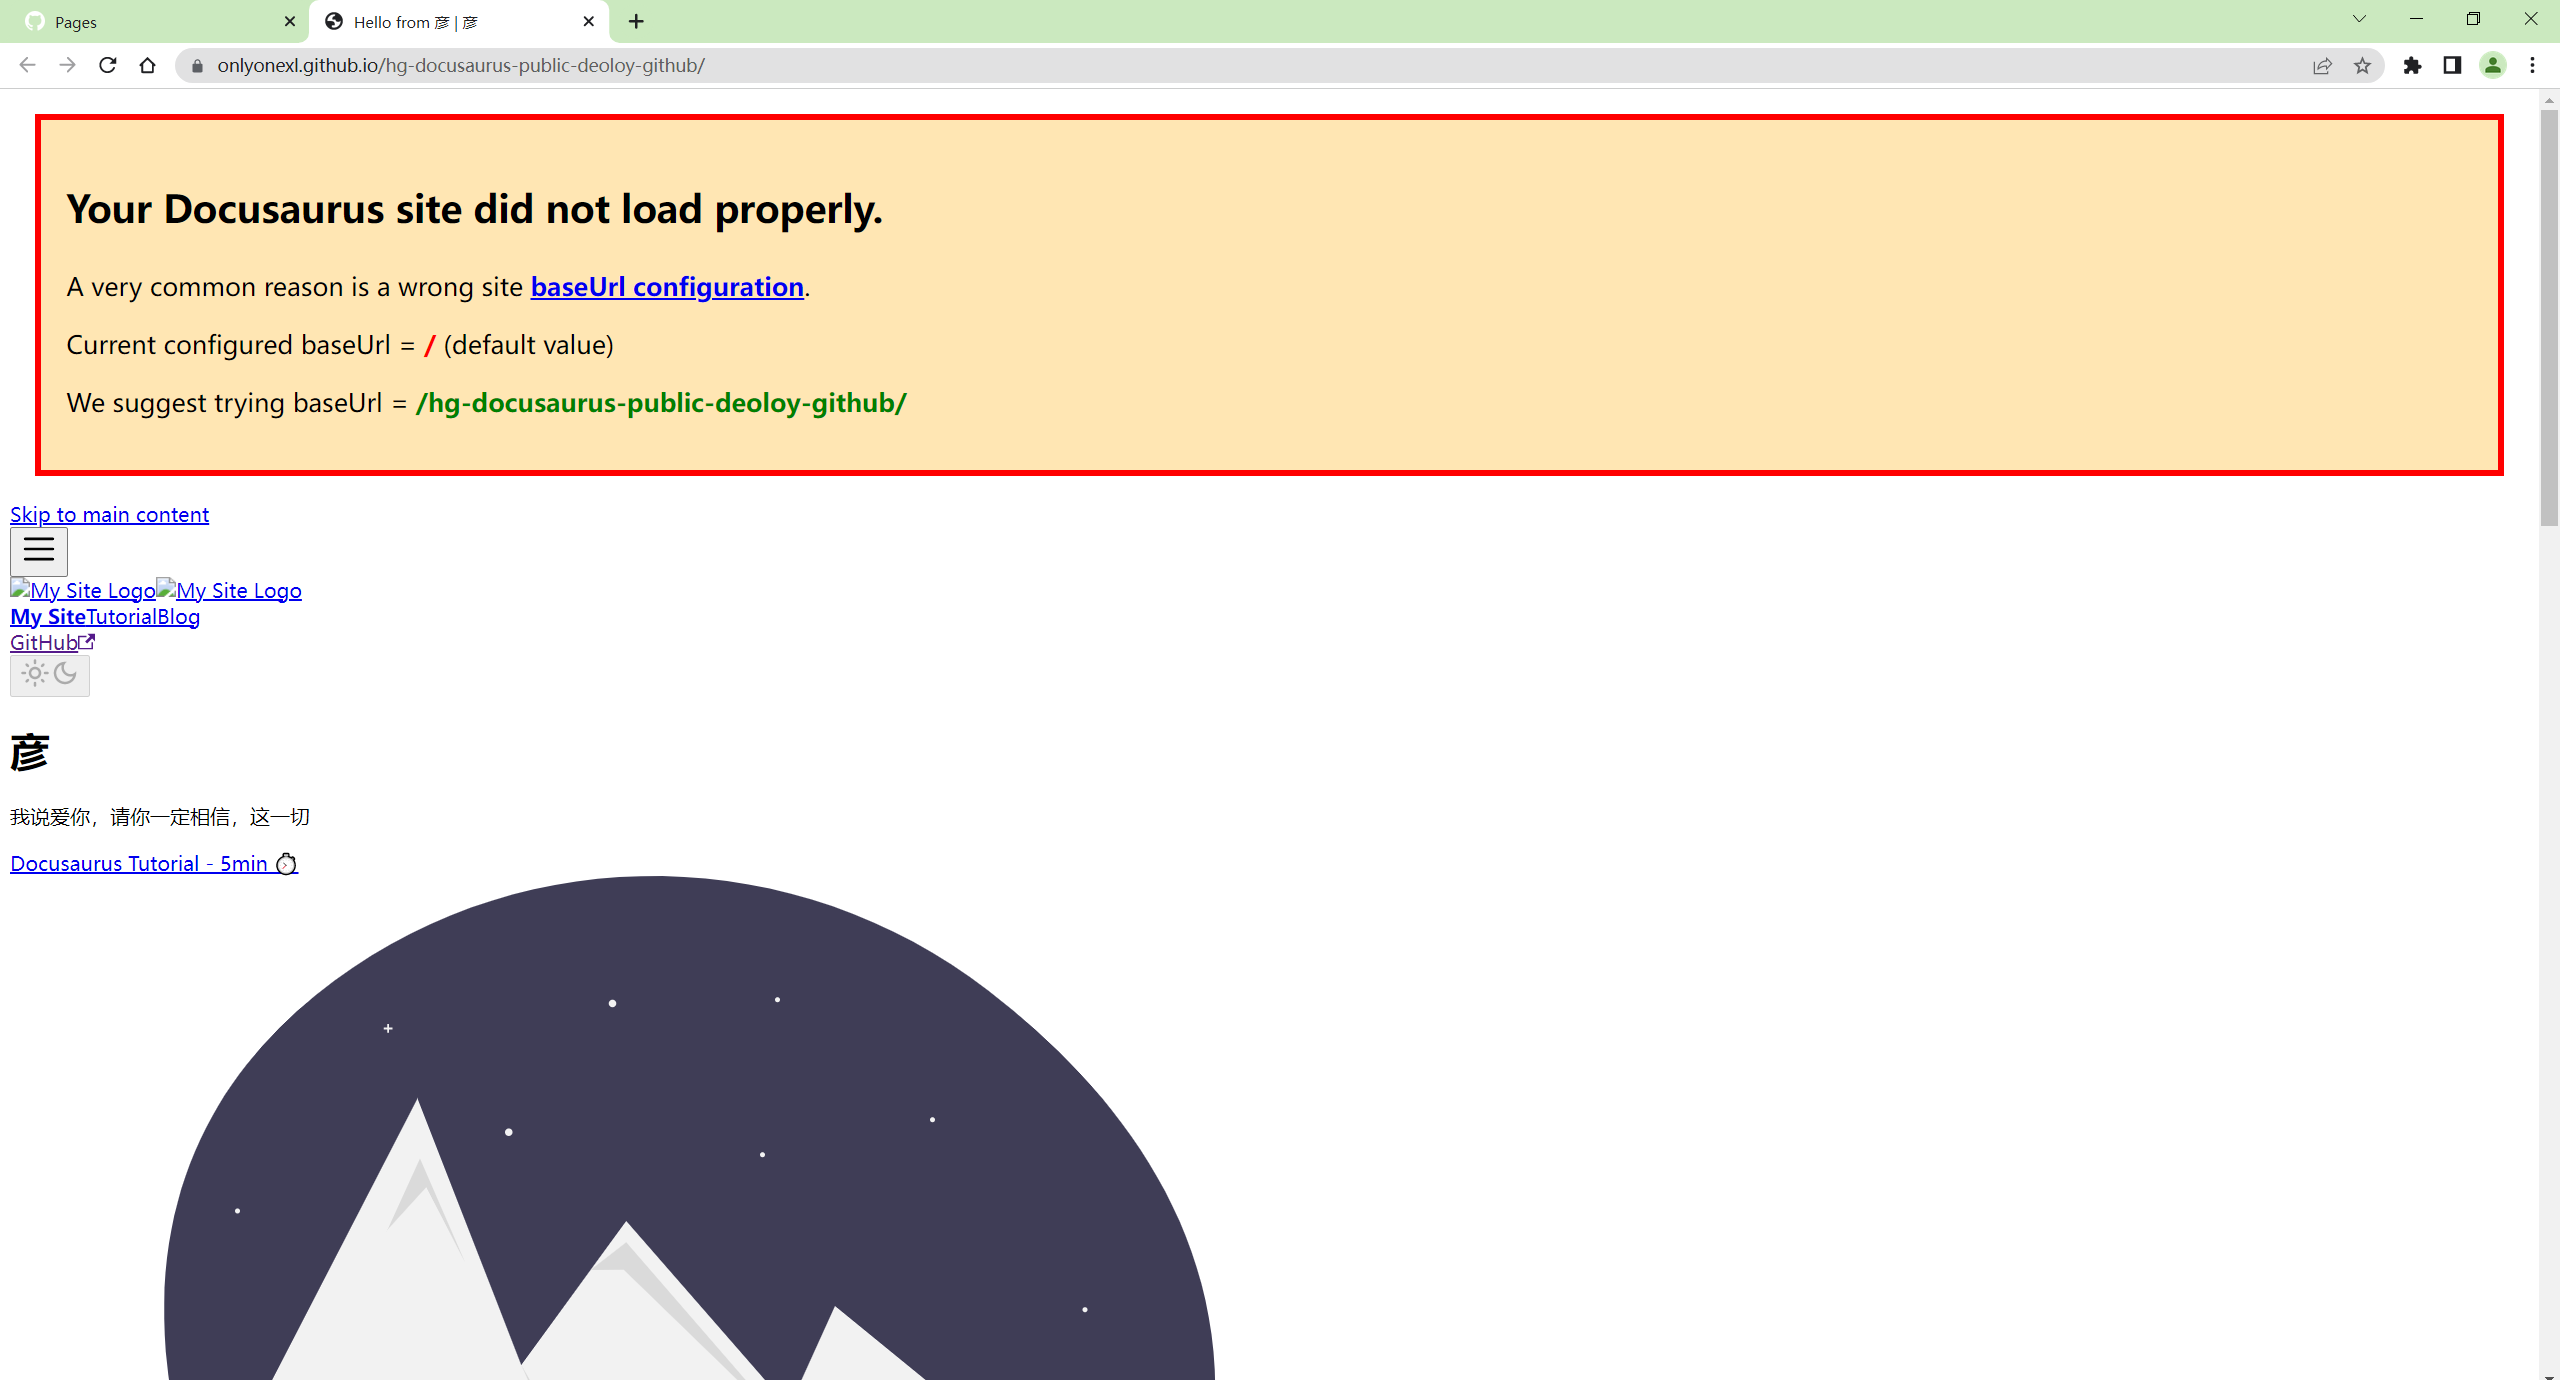 Pages
Hello from 彦 | 彦
onlyonexl.github.io/hg-docusaurus-public-deoloy-github/
Your Docusaurus site did not load properly.
A very common reason is a wrong site baseUrl configuration.
Current configured baseUrl = / (default value)
We suggest trying baseUrl = /hg-docusaurus-public-deoloy-github/
Skip to main content
My Site Logo My Site Logo
My SiteTutorialBlog
GitHub
彦
我说爱你，请你一定相信，这一切
Docusaurus Tutorial - 5min ⏱️